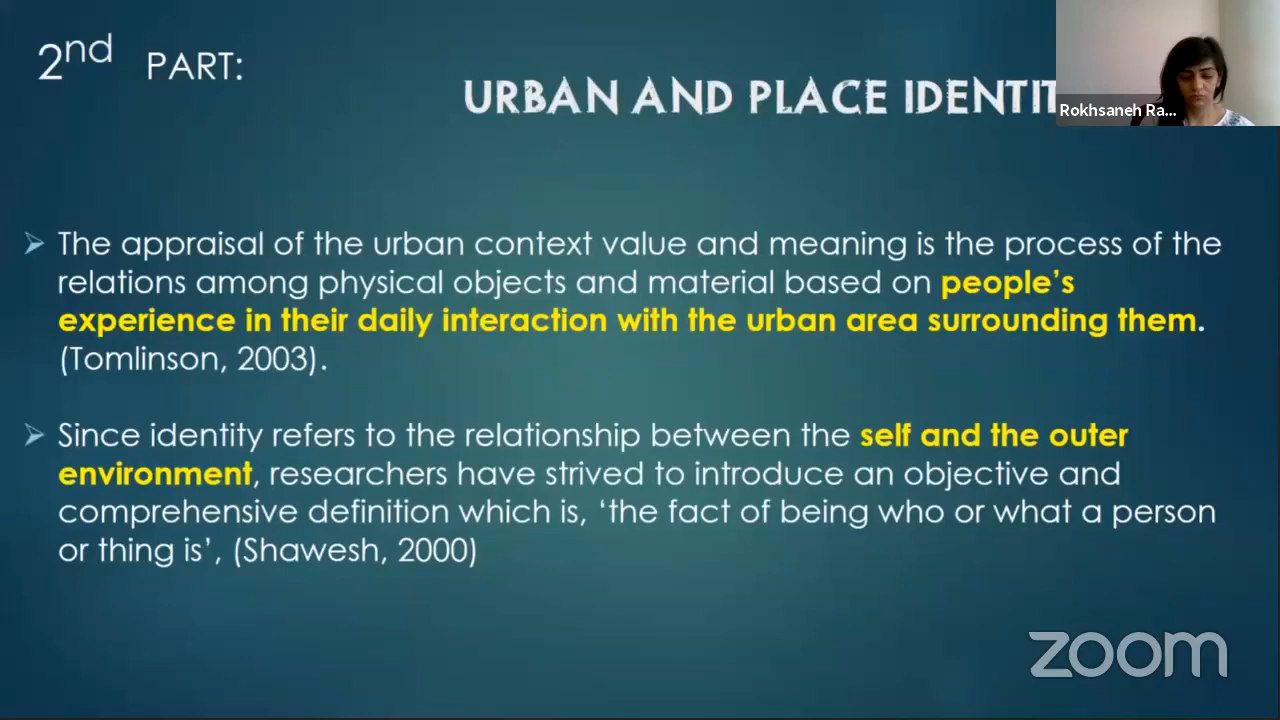 2nd PART:
URBAN AND PLACE IDENTIT
Rokhsaneh Ra...
➢ The appraisal of the urban context value and meaning is the process of the
relations among physical objects and material based on people’s
experience in their daily interaction with the urban area surrounding them.
(Tomlinson, 2003).
➢ Since identity refers to the relationship between the self and the outer
environment, researchers have strived to introduce an objective and
comprehensive definition which is, ‘the fact of being who or what a person
or thing is’, (Shawesh, 2000)
zoom